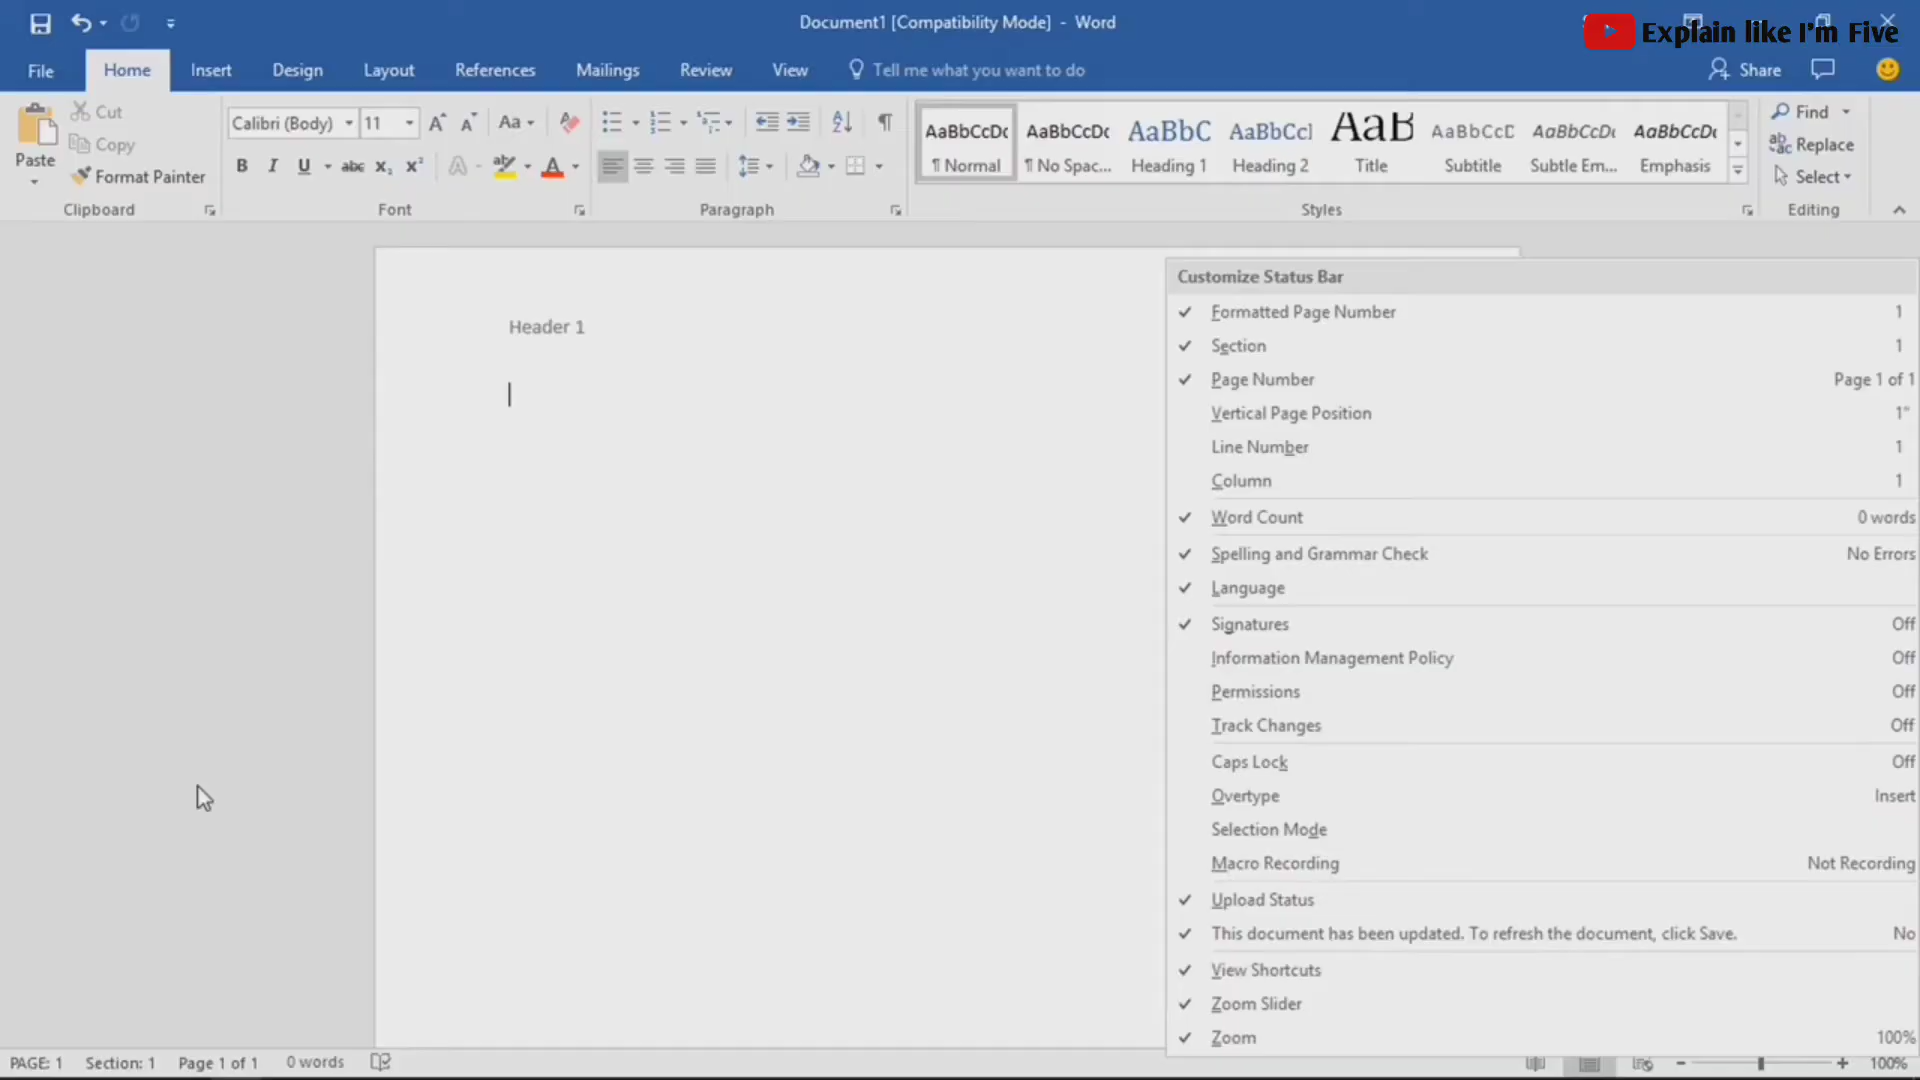 Document1 [Compatibility Mode] - Word
Explain like I'm Five
File Home Insert Design Layout References Mailings Review View Tell me what you want to do Share
Paste
Cut
Copy
Format Painter
Clipboard
Calibri (Body) 11
Aa
B I U abc x₂ x² A ab A
Font
Paragraph
AaBbCcDc AaBbCcDc AaBbC AaBbCcl AaB AaBbCcD AaBbCcDc AaBbCcDc
¶ Normal ¶ No Spac... Heading 1 Heading 2 Title Subtitle Subtle Em... Emphasis
Styles
Find
Replace
Select
Editing
Header 1
Customize Status Bar
Formatted Page Number 1
Section 1
Page Number Page 1 of 1
Vertical Page Position 1"
Line Number 1
Column 1
Word Count 0 words
Spelling and Grammar Check No Errors
Language
Signatures Off
Information Management Policy Off
Permissions Off
Track Changes Off
Caps Lock Off
Overtype Insert
Selection Mode
Macro Recording Not Recording
Upload Status
This document has been updated. To refresh the document, click Save. No
View Shortcuts
Zoom Slider
Zoom 100%
PAGE: 1 Section: 1 Page 1 of 1 0 words 100%